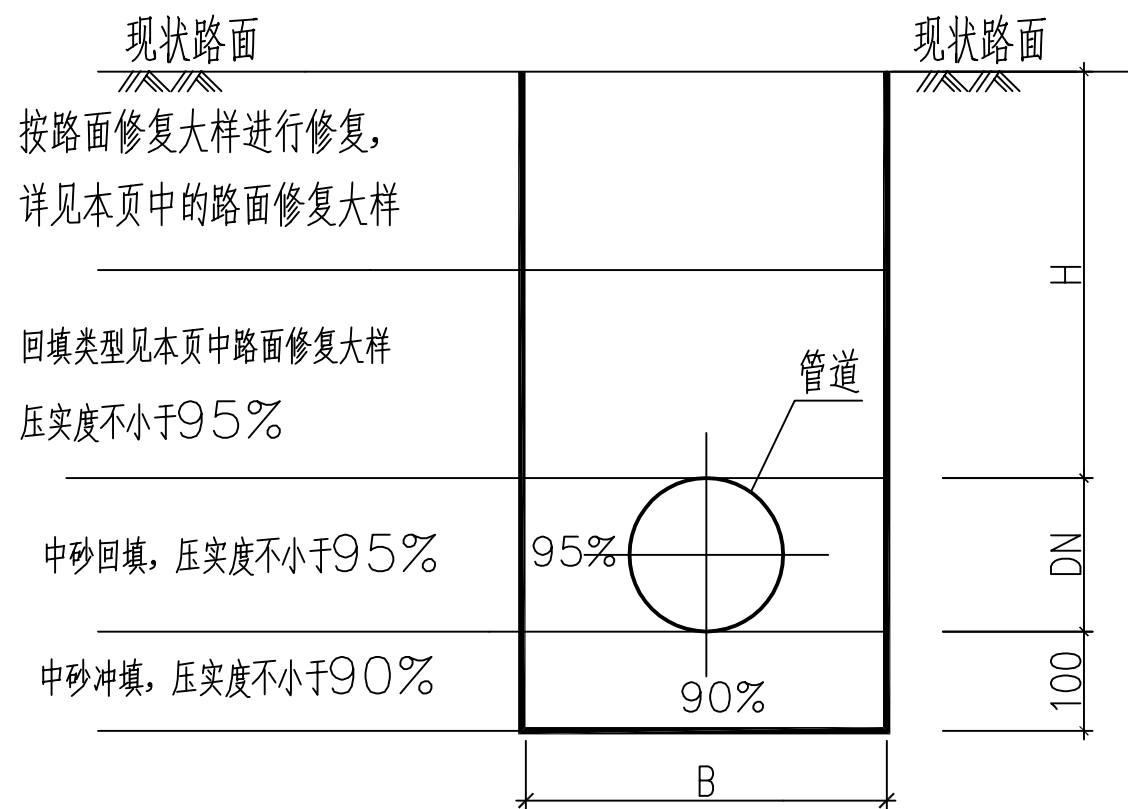 现状路面
现状路面
按路面修复大样进行修复,
详见本页中的路面修复大样
H
回填类型见本页中路面修复大样
管道
压实度不小于95%
中砂回填，压实度不小于95%
95%
DN
中砂冲填，压实度不小于90%
90%
100
B